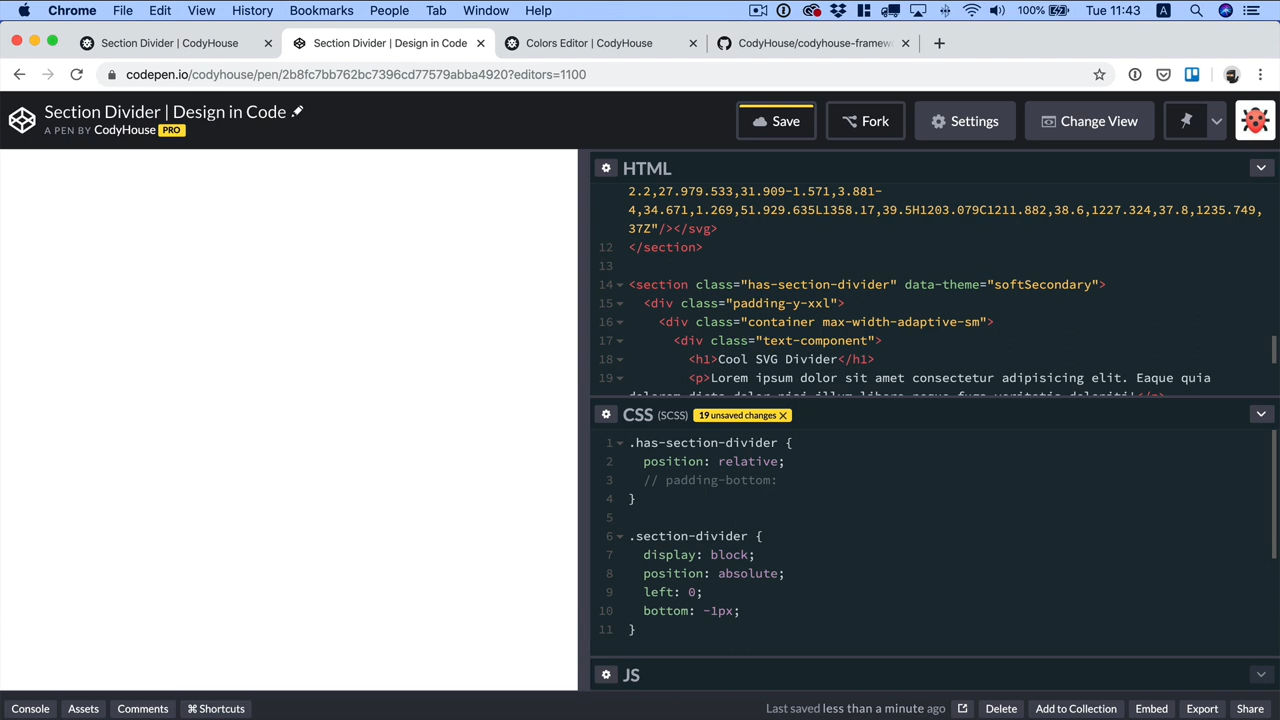 Chrome File Edit View History Bookmarks People Tab Window Help 100% Tue 11:43
Section Divider | CodyHouse
Section Divider | Design in Code
Colors Editor | CodyHouse
CodyHouse/codyhouse-framew
codepen.io/codyhouse/pen/2b8fc7bb762bc7396cd77579abba4920?editors=1100
Section Divider | Design in Code
A PEN BY CodyHouse PRO
Save Fork Settings Change View
HTML
2.2,27.979.533,31.909-1.571,3.881-
4,34.671,1.269,51.929.635L1358.17,39.5H1203.079C1211.882,38.6,1227.324,37.8,1235.749,
37Z"/></svg>
12 </section>
13
14 <section class="has-section-divider" data-theme="softSecondary">
15 <div class="padding-y-xxl">
16 <div class="container max-width-adaptive-sm">
17 <div class="text-component">
18 <h1>Cool SVG Divider</h1>
19 <p>Lorem ipsum dolor sit amet consectetur adipisicing elit. Eaque quia
CSS (SCSS) 19 unsaved changes ×
1 .has-section-divider {
2 position: relative;
3 // padding-bottom:
4 }
5
6 .section-divider {
7 display: block;
8 position: absolute;
9 left: 0;
10 bottom: -1px;
11 }
JS
Console Assets Comments ⌘ Shortcuts Last saved less than a minute ago Delete Add to Collection Embed Export Share